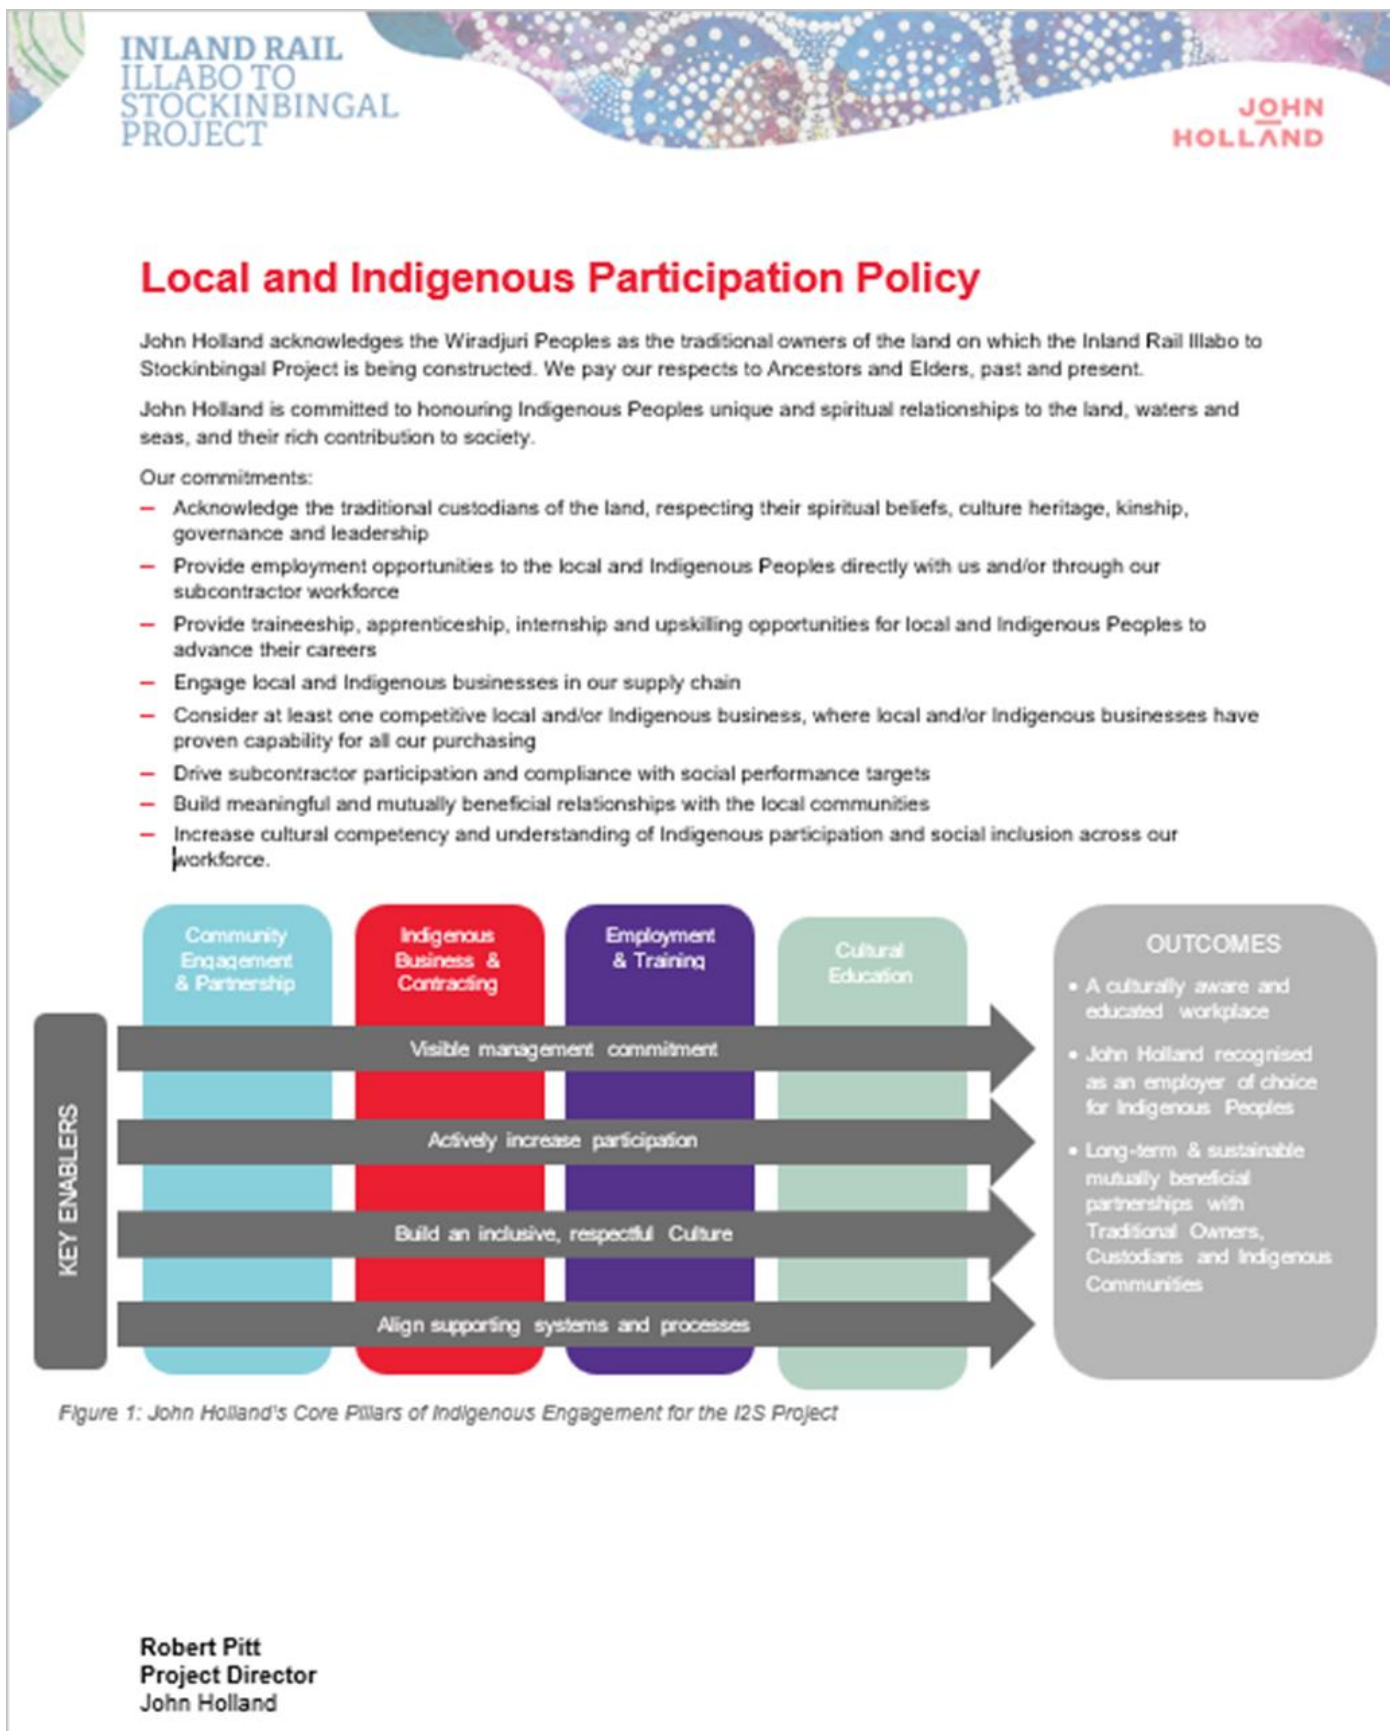 INLAND RAIL
ILLABO TO
STOCKINBINGAL
PROJECT
JOHN
HOLLAND
Local and Indigenous Participation Policy
John Holland acknowledges the Wiradjuri Peoples as the traditional owners of the land on which the Inland Rail Illabo to
Stockinbingal Project is being constructed. We pay our respects to Ancestors and Elders, past and present.
John Holland is committed to honouring Indigenous Peoples unique and spiritual relationships to the land, waters and
seas, and their rich contribution to society.
Our commitments:
– Acknowledge the traditional custodians of the land, respecting their spiritual beliefs, culture heritage, kinship,
governance and leadership
– Provide employment opportunities to the local and Indigenous Peoples directly with us and/or through our
subcontractor workforce
– Provide traineeship, apprenticeship, internship and upskilling opportunities for local and Indigenous Peoples to
advance their careers
– Engage local and Indigenous businesses in our supply chain
– Consider at least one competitive local and/or Indigenous business, where local and/or Indigenous businesses have
proven capability for all our purchasing
– Drive subcontractor participation and compliance with social performance targets
– Build meaningful and mutually beneficial relationships with the local communities
– Increase cultural competency and understanding of Indigenous participation and social inclusion across our
workforce.
Community
Engagement
& Partnership
Indigenous
Business &
Contracting
Employment
& Training
Cultural
Education
KEY ENABLERS
Visible management commitment
Actively increase participation
Build an inclusive, respectful Culture
Align supporting systems and processes
OUTCOMES
• A culturally aware and
educated workplace
• John Holland recognised
as an employer of choice
for Indigenous Peoples
• Long-term & sustainable
mutually beneficial
partnerships with
Traditional Owners,
Custodians and Indigenous
Communities
Figure 1: John Holland's Core Pillars of Indigenous Engagement for the I2S Project
Robert Pitt
Project Director
John Holland